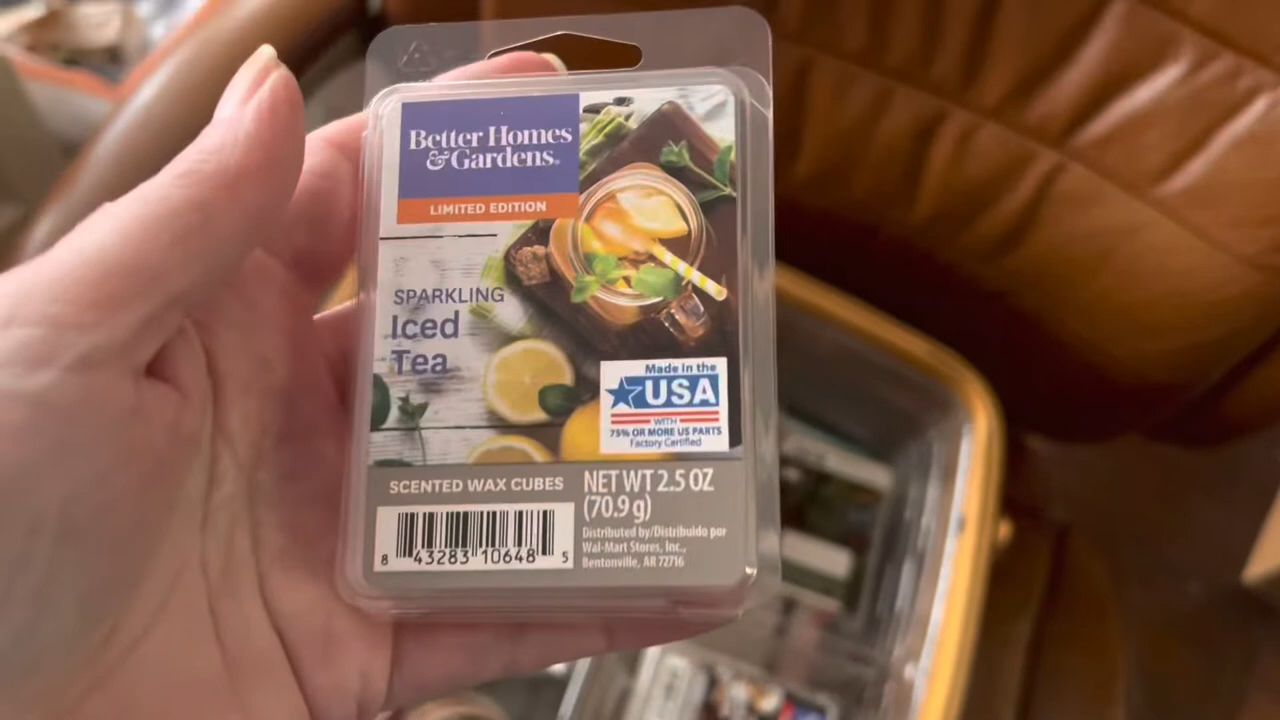 Better Homes
& Gardens®
LIMITED EDITION
SPARKLING
Iced
Tea
Made in the
USA
WITH
75% OR MORE US PARTS
Factory Certified
SCENTED WAX CUBES
NET WT 2.5 OZ
(70.9 g)
Distributed by/Distribuido por
Wal-Mart Stores, Inc.,
Bentonville, AR 72716
8 43283 10648 5